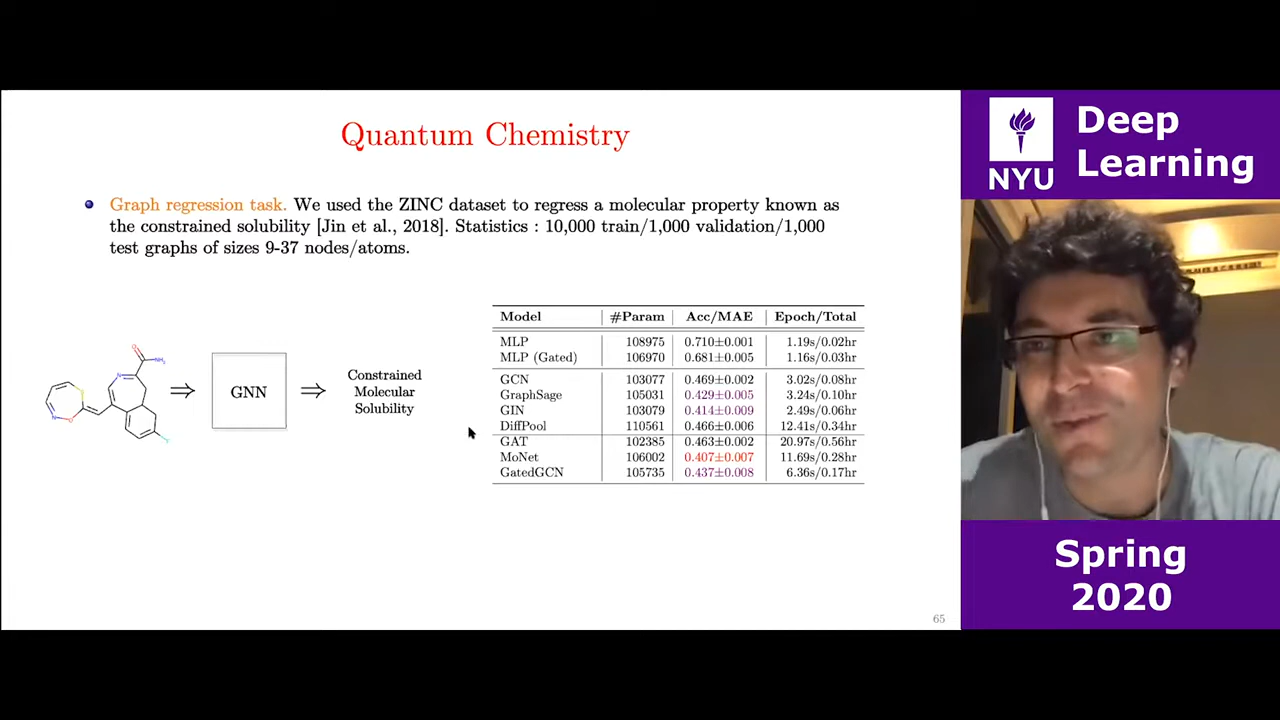 Quantum Chemistry
Graph regression task. We used the ZINC dataset to regress a molecular property known as
the constrained solubility [Jin et al., 2018]. Statistics : 10,000 train/1,000 validation/1,000
test graphs of sizes 9-37 nodes/atoms.
GNN
Constrained
Molecular
Solubility
Model #Param Acc/MAE Epoch/Total
MLP 108975 0.710±0.001 1.19s/0.02hr
MLP (Gated) 106970 0.681±0.005 1.16s/0.03hr
GCN 103077 0.469±0.002 3.02s/0.08hr
GraphSage 105031 0.429±0.005 3.24s/0.10hr
GIN 103079 0.414±0.009 2.49s/0.06hr
DiffPool 110561 0.466±0.006 12.41s/0.34hr
GAT 102385 0.463±0.002 20.97s/0.56hr
MoNet 106002 0.407±0.007 11.69s/0.28hr
GatedGCN 105735 0.437±0.008 6.36s/0.17hr
65
NYU
Deep
Learning
Spring
2020